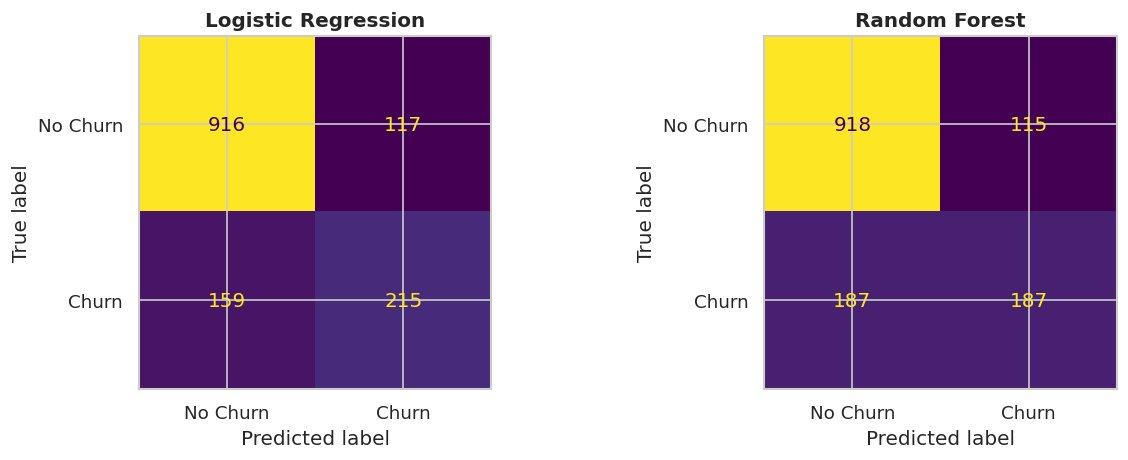 Logistic Regression
No Churn
916
117
Churn
159
215
True label
No Churn
Churn
Predicted label
Random Forest
No Churn
918
115
Churn
187
187
True label
No Churn
Churn
Predicted label